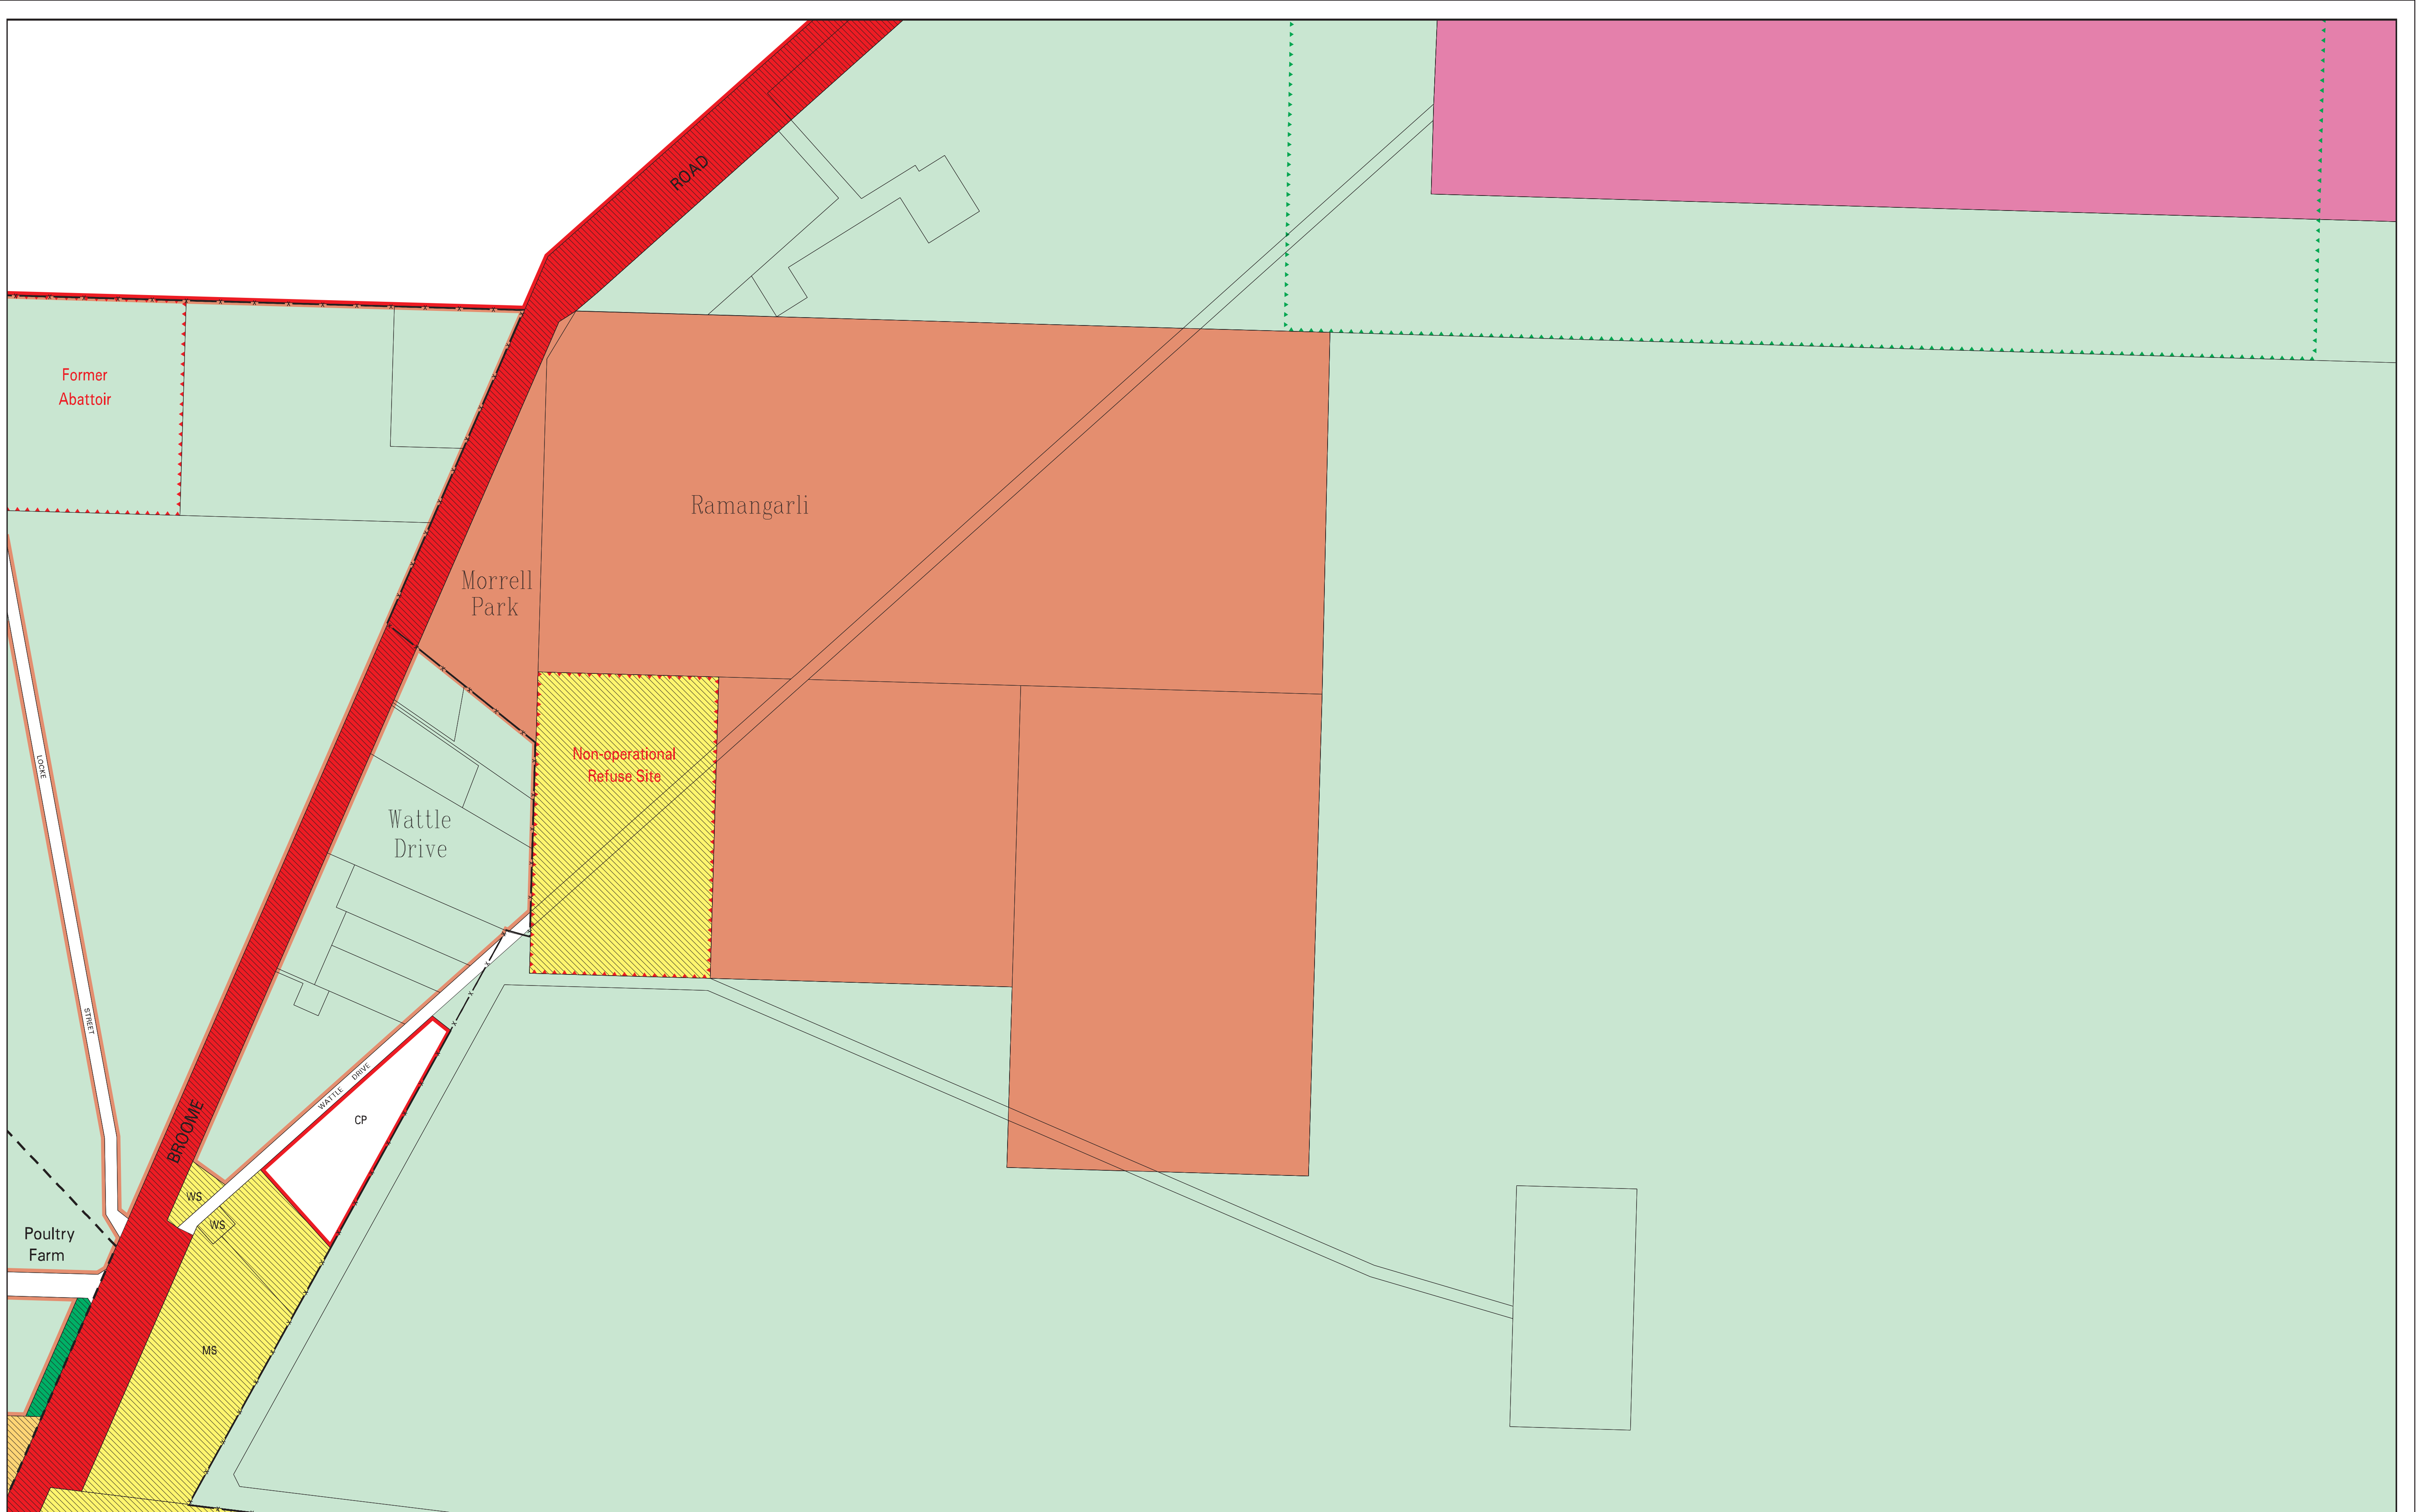 ROAD
Former
Abattoir
Ramangarli
Morrell
Park
Non-operational
Refuse Site
LOCKE
Wattle
Drive
STREET
WATTLE DRIVE
CP
BROOME
WS
WS
Poultry
Farm
MS